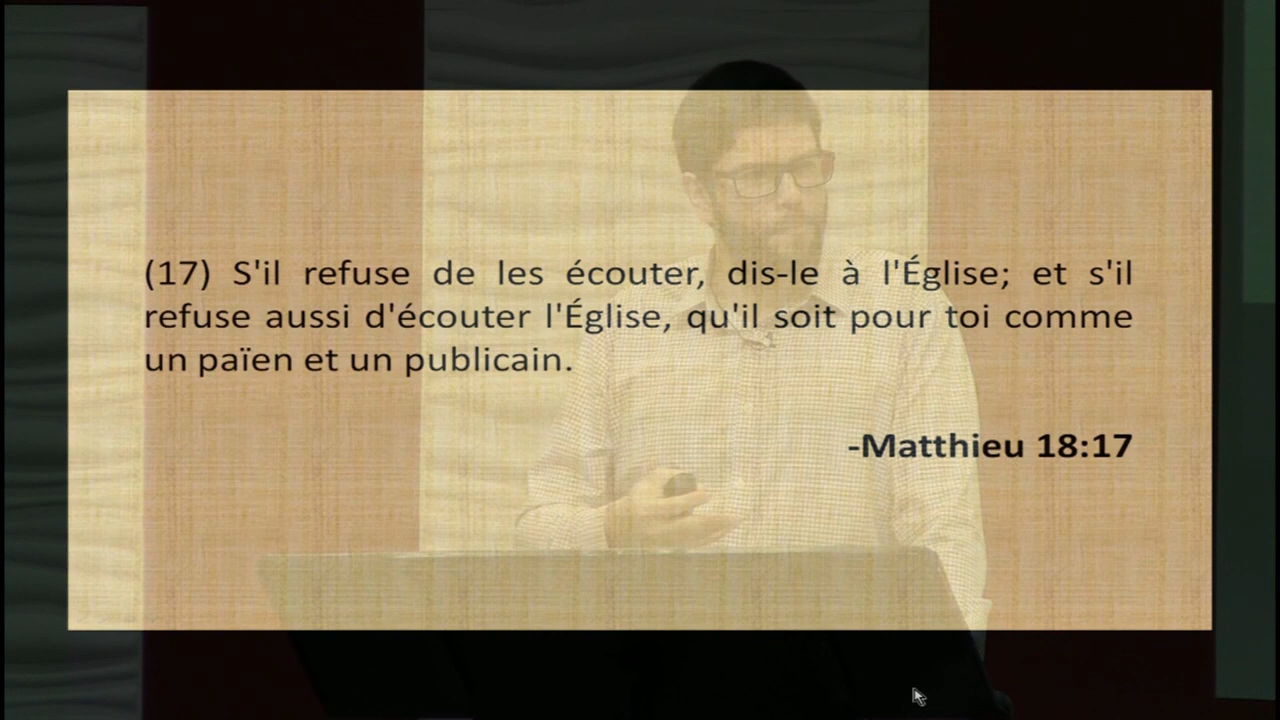 (17) S'il refuse de les écouter, dis-le à l'Église; et s'il
refuse aussi d'écouter l'Église, qu'il soit pour toi comme
un païen et un publicain.
-Matthieu 18:17